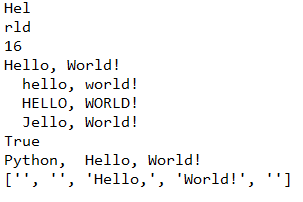 Hel
rld
16
Hello, World!
  hello, world!
  HELLO, WORLD!
  Jello, World!
True
Python,  Hello, World!
['', '', 'Hello,', 'World!', '']